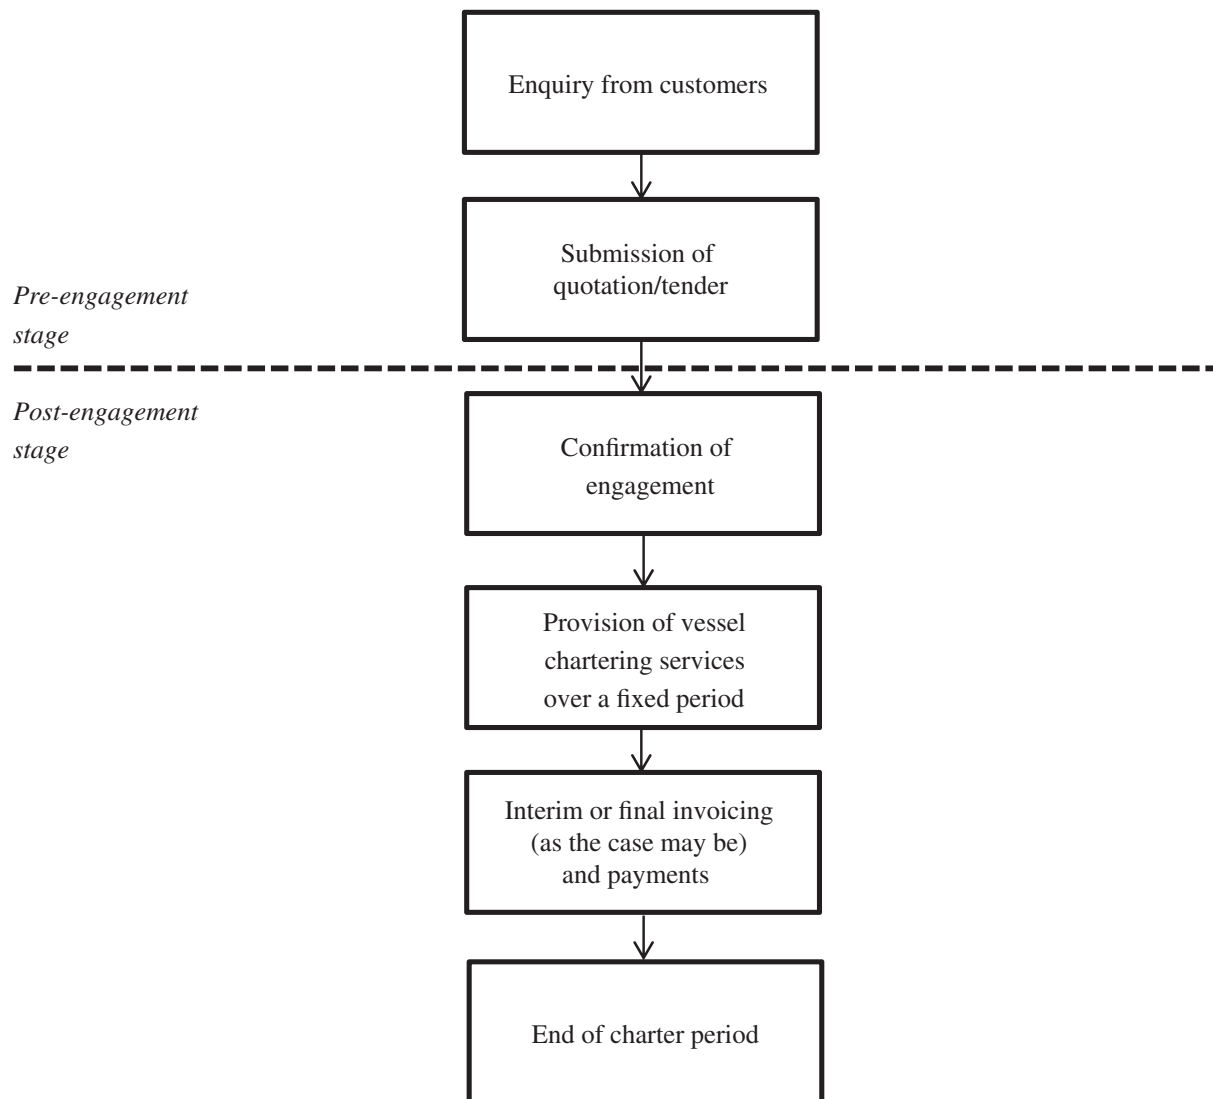 Enquiry from customers
Submission of
quotation/tender
Pre-engagement
stage
Post-engagement
stage
Confirmation of
engagement
Provision of vessel
chartering services
over a fixed period
Interim or final invoicing
(as the case may be)
and payments
End of charter period